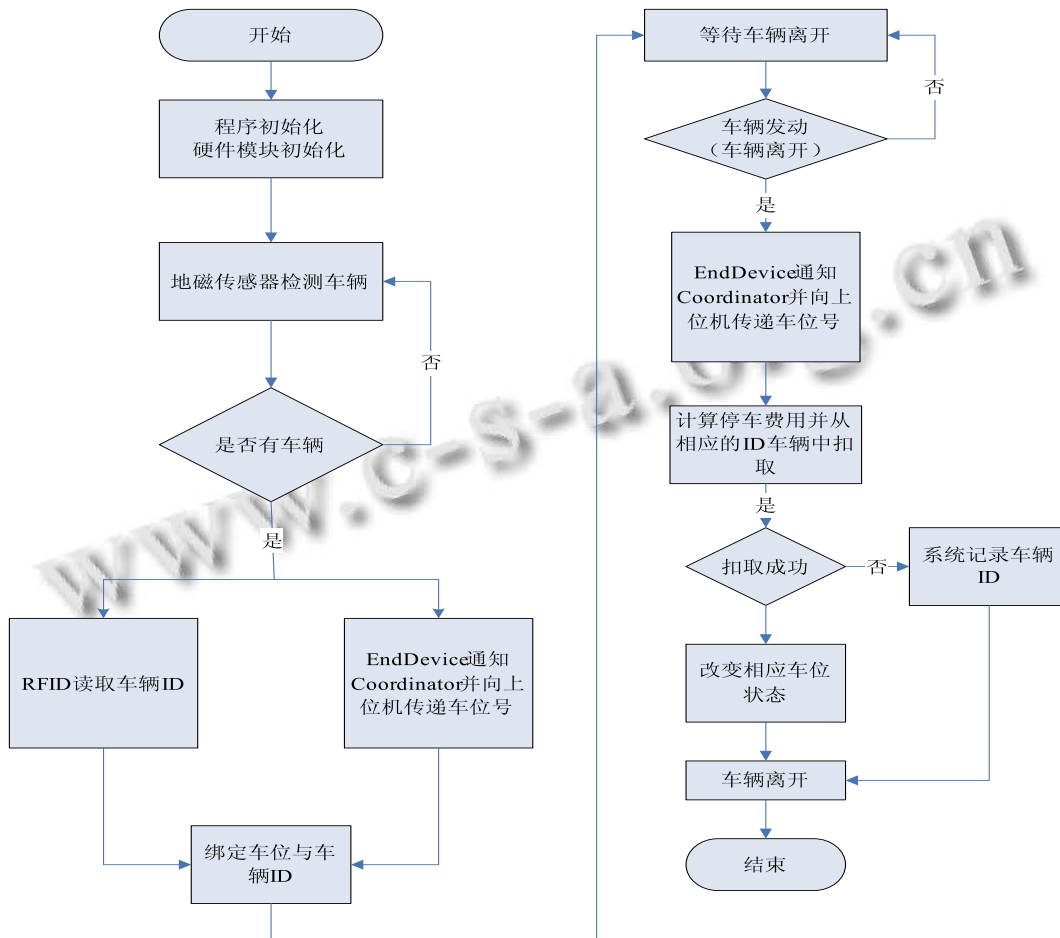 开始
程序初始化
硬件模块初始化
地磁传感器检测车辆
否
是否有车辆
是
RFID读取车辆ID
EndDevice通知
Coordinator并向上
位机传递车位号
绑定车位与车
辆ID
等待车辆离开
否
车辆发动
（车辆离开）
是
EndDevice通知
Coordinator并向上
位机传递车位号
计算停车费用并从
相应的ID车辆中扣
取
是
扣取成功
否
系统记录车辆
ID
改变相应车位
状态
车辆离开
结束
www.c-s-a.org.cn